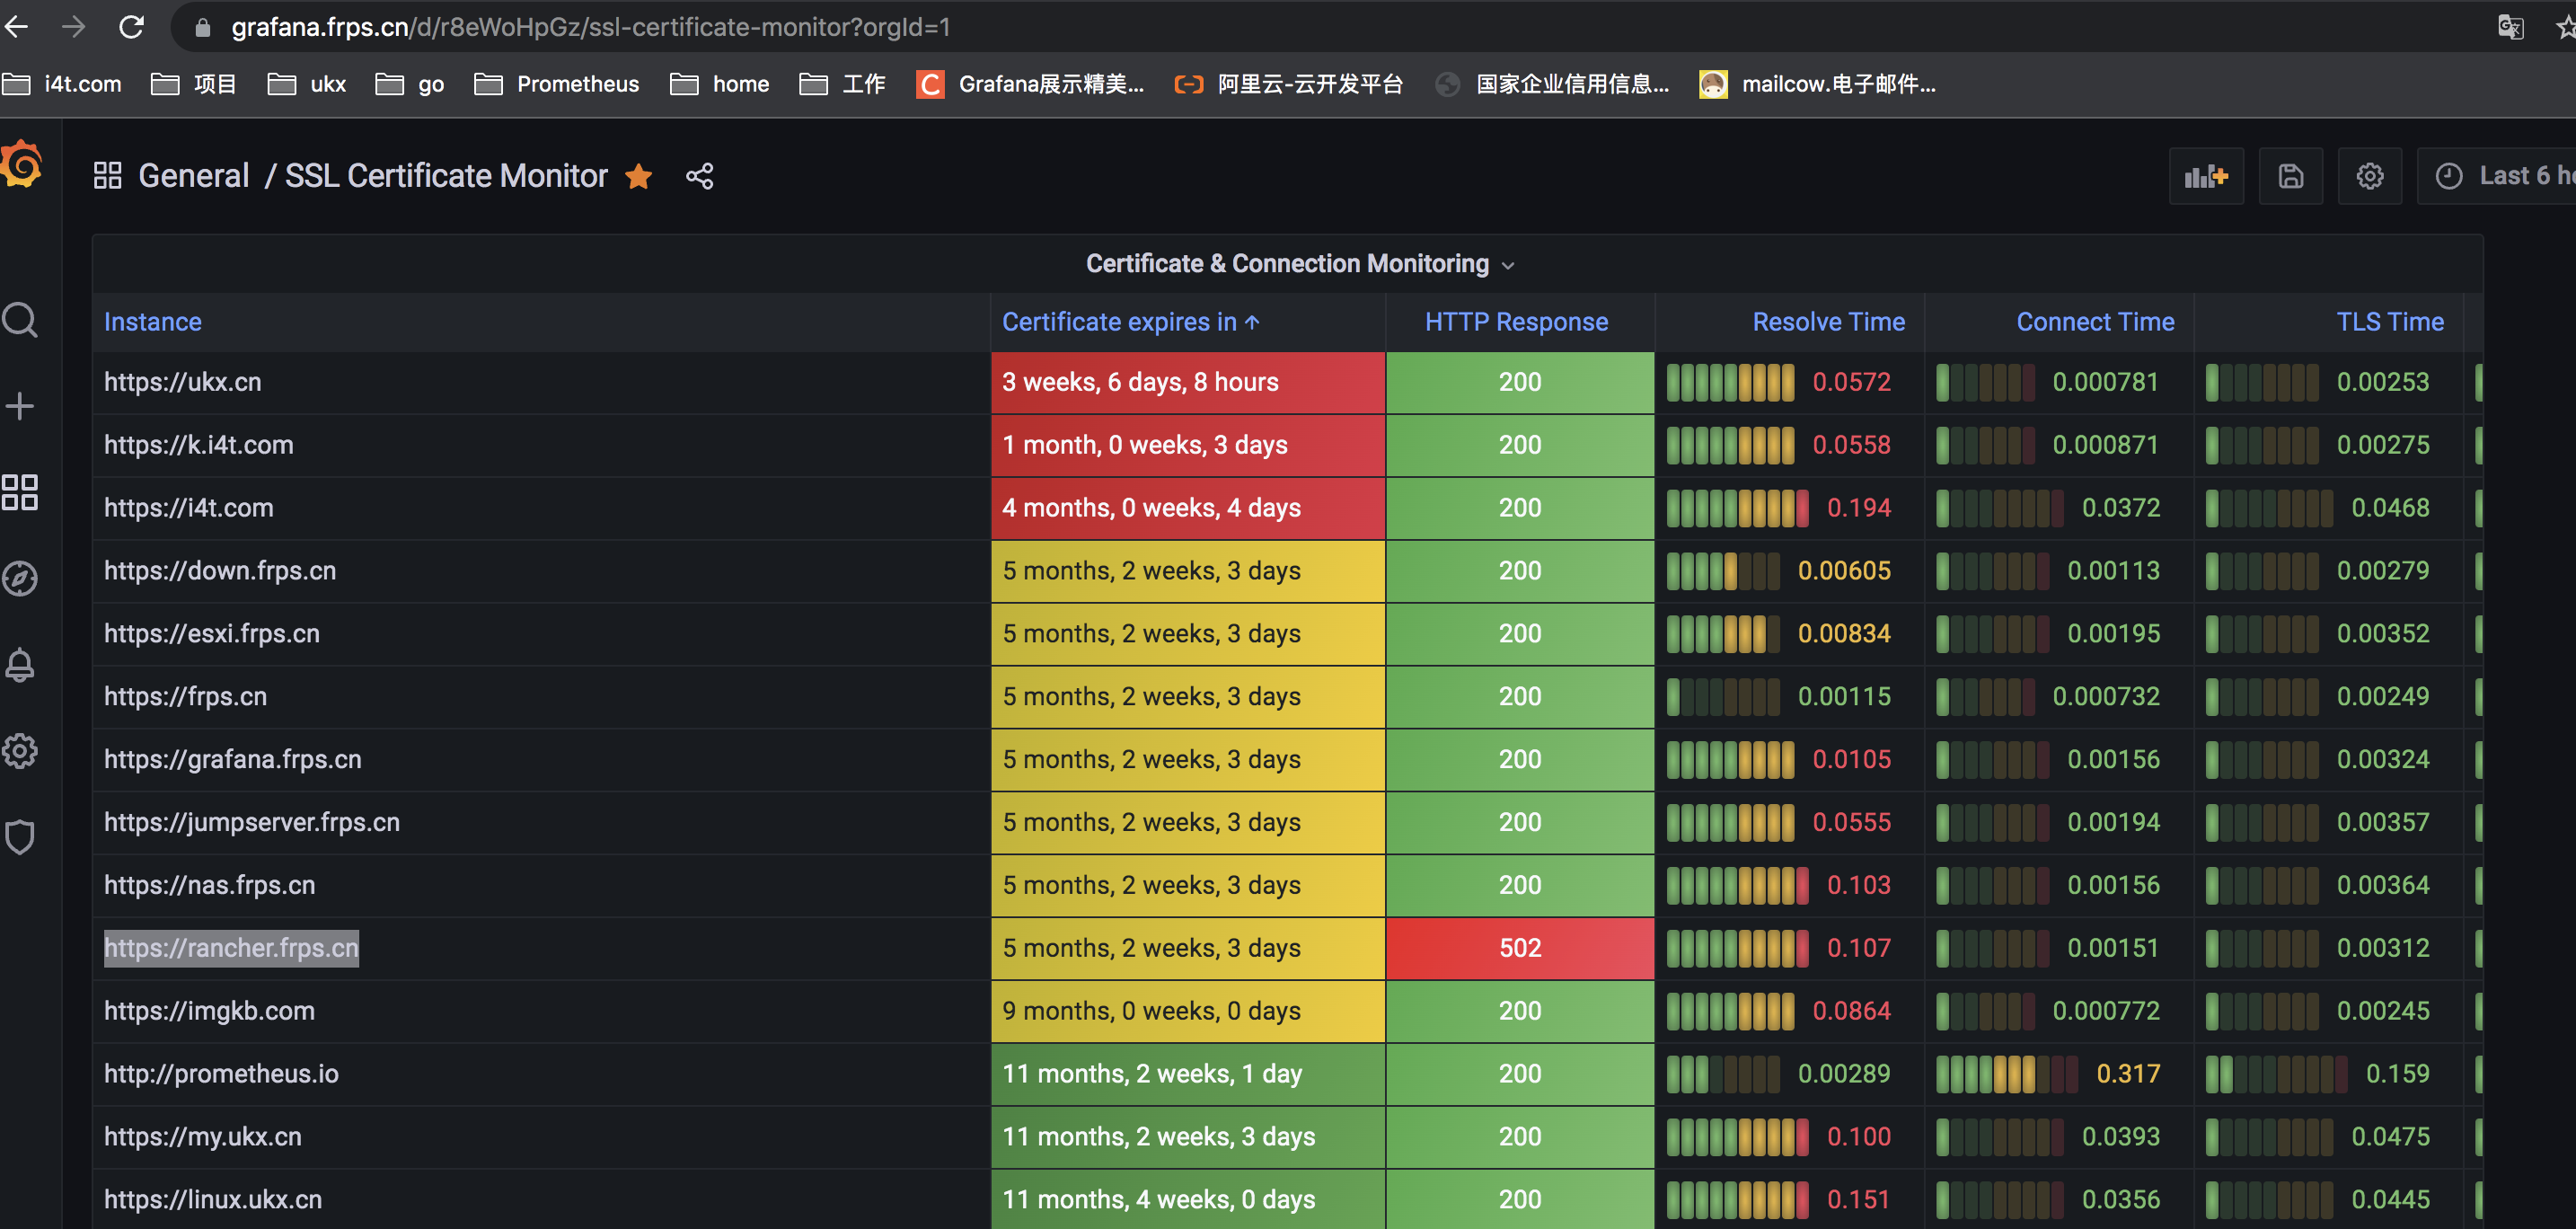 grafana.frps.cn/d/r8eWoHpGz/ssl-certificate-monitor?orgId=1
i4t.com 项目 ukx go Prometheus home 工作 Grafana展示精美... 阿里云-云开发平台 国家企业信用信息... mailcow.电子邮件...
General / SSL Certificate Monitor Last 6 ho
Certificate & Connection Monitoring
Instance Certificate expires in HTTP Response Resolve Time Connect Time TLS Time
https://ukx.cn 3 weeks, 6 days, 8 hours 200 0.0572 0.000781 0.00253
https://k.i4t.com 1 month, 0 weeks, 3 days 200 0.0558 0.000871 0.00275
https://i4t.com 4 months, 0 weeks, 4 days 200 0.194 0.0372 0.0468
https://down.frps.cn 5 months, 2 weeks, 3 days 200 0.00605 0.00113 0.00279
https://esxi.frps.cn 5 months, 2 weeks, 3 days 200 0.00834 0.00195 0.00352
https://frps.cn 5 months, 2 weeks, 3 days 200 0.00115 0.000732 0.00249
https://grafana.frps.cn 5 months, 2 weeks, 3 days 200 0.0105 0.00156 0.00324
https://jumpserver.frps.cn 5 months, 2 weeks, 3 days 200 0.0555 0.00194 0.00357
https://nas.frps.cn 5 months, 2 weeks, 3 days 200 0.103 0.00156 0.00364
https://rancher.frps.cn 5 months, 2 weeks, 3 days 502 0.107 0.00151 0.00312
https://imgkb.com 9 months, 0 weeks, 0 days 200 0.0864 0.000772 0.00245
http://prometheus.io 11 months, 2 weeks, 1 day 200 0.00289 0.317 0.159
https://my.ukx.cn 11 months, 2 weeks, 3 days 200 0.100 0.0393 0.0475
https://linux.ukx.cn 11 months, 4 weeks, 0 days 200 0.151 0.0356 0.0445